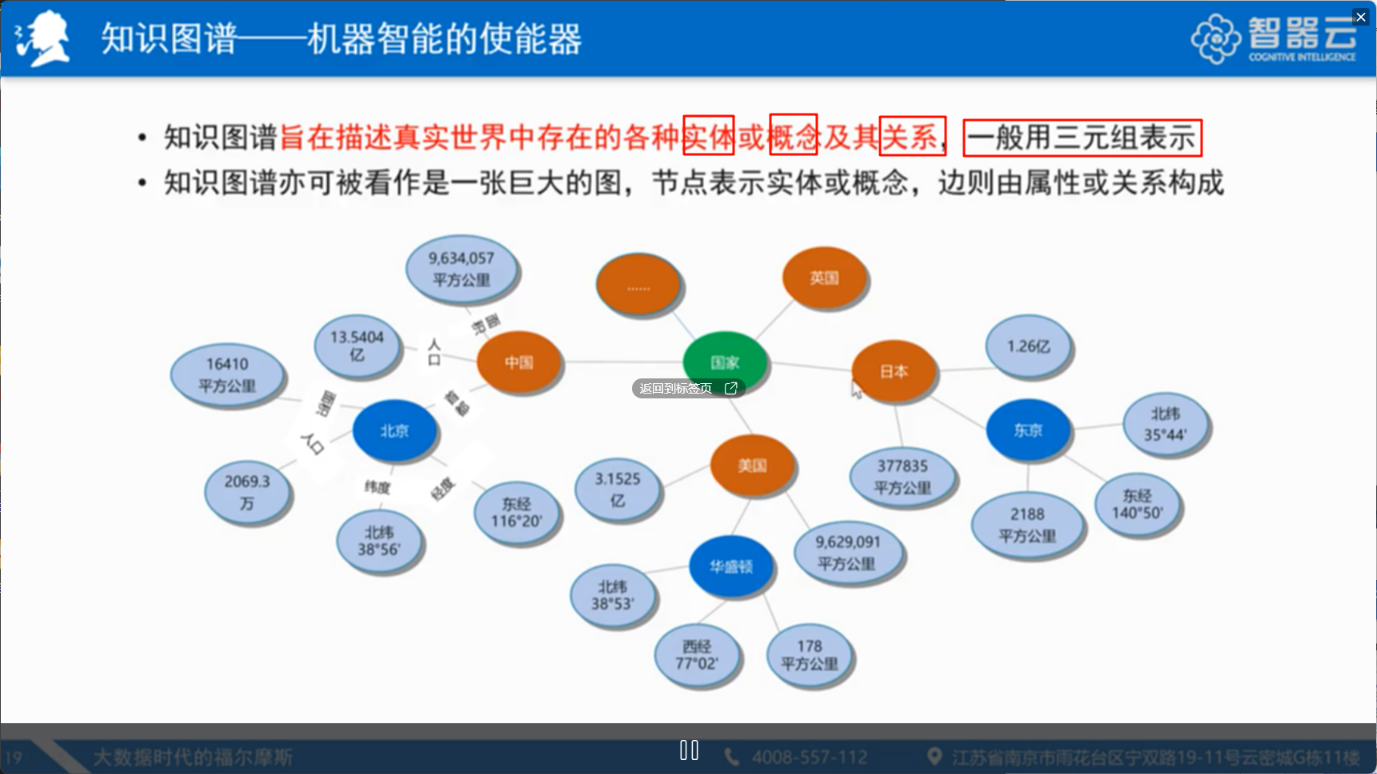 知识图谱——机器智能的使能器
智器云
COGNITIVE INTELLIGENCE
• 知识图谱旨在描述真实世界中存在的各种实体或概念及其关系，一般用三元组表示
• 知识图谱亦可被看作是一张巨大的图，节点表示实体或概念，边则由属性或关系构成
9,634,057
平方公里
......
英国
面积
13.5404
亿
人口
16410
平方公里
中国
国家
日本
1.26亿
返回到标签页
首都
面积
北京
人口
东京
北纬
35°44'
美国
377835
平方公里
2069.3
万
纬度
经度
3.1525
亿
东经
116°20'
北纬
38°56'
2188
平方公里
东经
140°50'
9,629,091
平方公里
华盛顿
北纬
38°53'
西经
77°02'
178
平方公里
19
大数据时代的福尔摩斯
4008-557-112
江苏省南京市雨花台区宁双路19-11号云密城G栋11楼